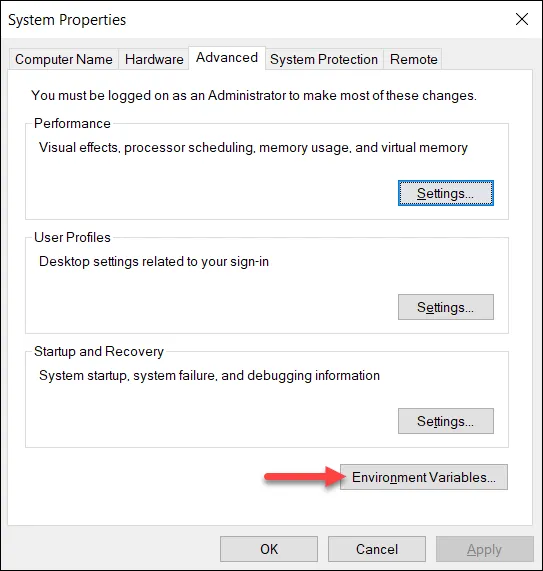 System Properties
Computer Name Hardware Advanced System Protection Remote
You must be logged on as an Administrator to make most of these changes.
Performance
Visual effects, processor scheduling, memory usage, and virtual memory
Settings...
User Profiles
Desktop settings related to your sign-in
Settings...
Startup and Recovery
System startup, system failure, and debugging information
Settings...
Environment Variables...
OK Cancel Apply